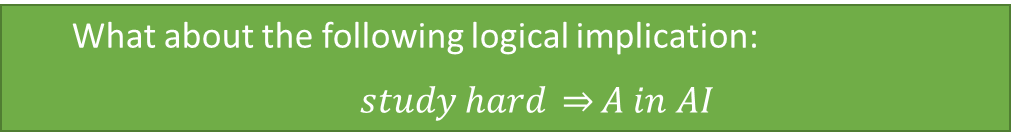 What about the following logical implication:
study hard ⇒ A in AI